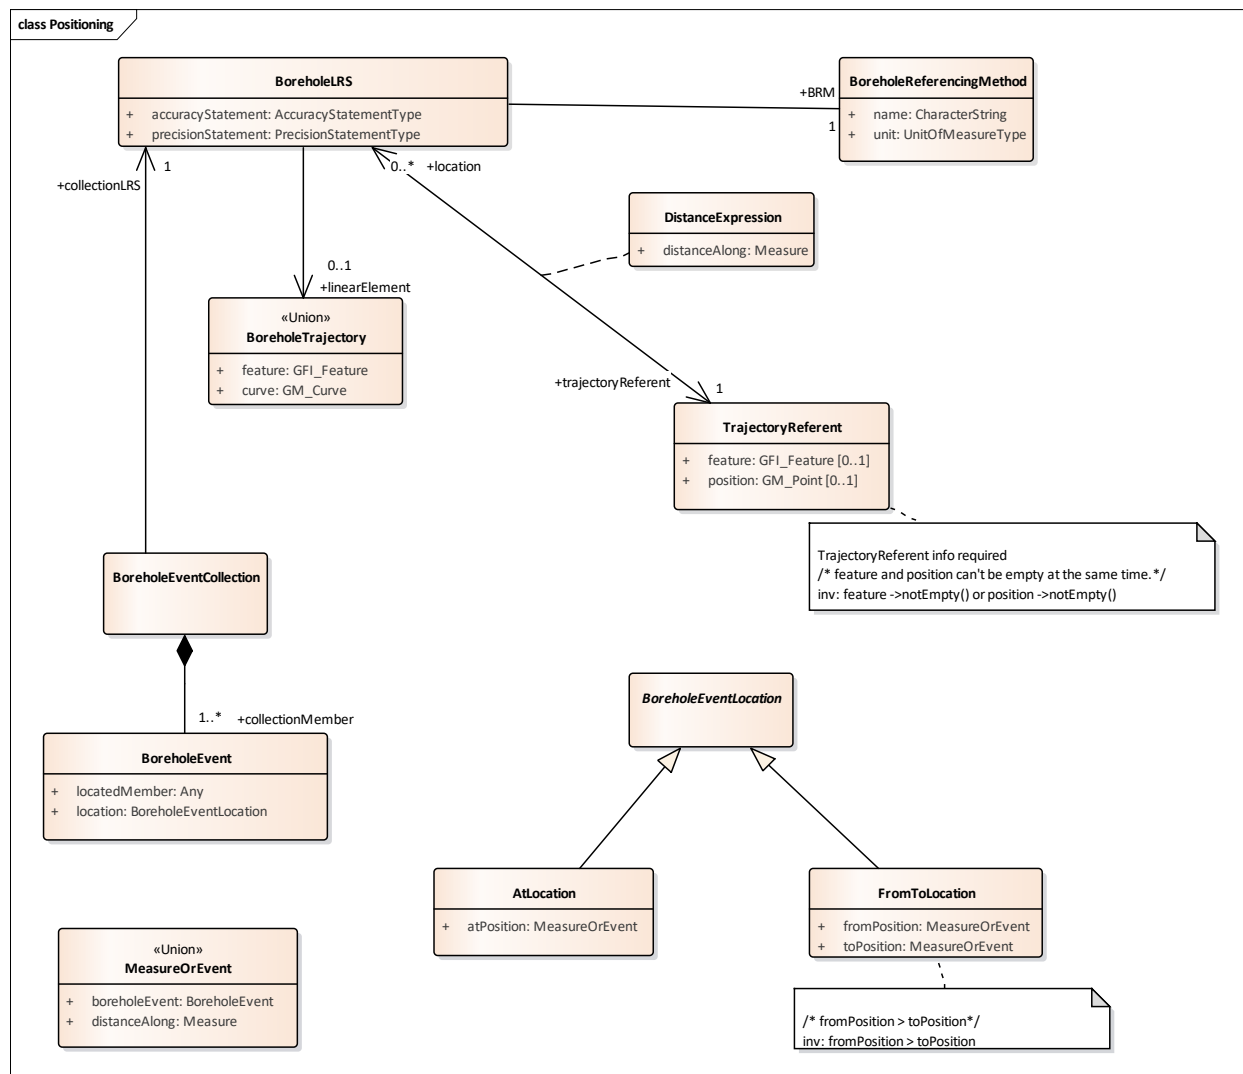 class Positioning
BoreholeLRS
+ accuracyStatement: AccuracyStatementType
+ precisionStatement: PrecisionStatementType
+BRM
1
BoreholeReferencingMethod
+ name: CharacterString
+ unit: UnitOfMeasureType
1
+collectionLRS
0..* +location
DistanceExpression
+ distanceAlong: Measure
0..1
+linearElement
«Union»
BoreholeTrajectory
+ feature: GFI_Feature
+ curve: GM_Curve
+trajectoryReferent
1
TrajectoryReferent
+ feature: GFI_Feature [0..1]
+ position: GM_Point [0..1]
TrajectoryReferent info required
/* feature and position can't be empty at the same time.*/
inv: feature ->notEmpty() or position ->notEmpty()
BoreholeEventCollection
1..* +collectionMember
BoreholeEvent
+ locatedMember: Any
+ location: BoreholeEventLocation
BoreholeEventLocation
AtLocation
+ atPosition: MeasureOrEvent
FromToLocation
+ fromPosition: MeasureOrEvent
+ toPosition: MeasureOrEvent
«Union»
MeasureOrEvent
+ boreholeEvent: BoreholeEvent
+ distanceAlong: Measure
/* fromPosition > toPosition*/
inv: fromPosition > toPosition